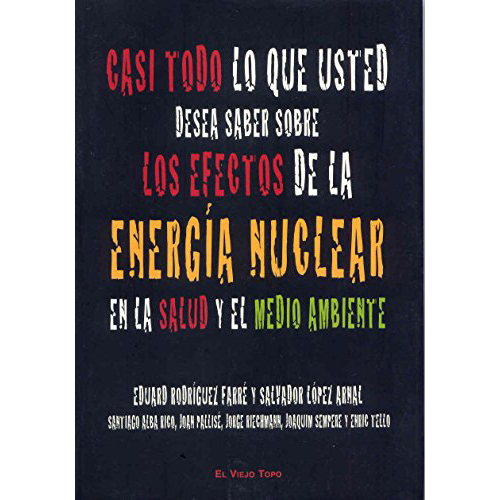 CASI TODO LO QUE USTED
DESEA SABER SOBRE
LOS EFECTOS DE LA
ENERGÍA NUCLEAR
EN LA SALUD Y EL MEDIO AMBIENTE
EDUARD RODRÍGUEZ FARRÉ Y SALVADOR LÓPEZ ARNAL
SANTIAGO ALBA RICO, JOAN PALLISÉ, JORGE RIECHMANN, JOAQUIM SEMPERE Y ENRIC TELLO
EL VIEJO TOPO